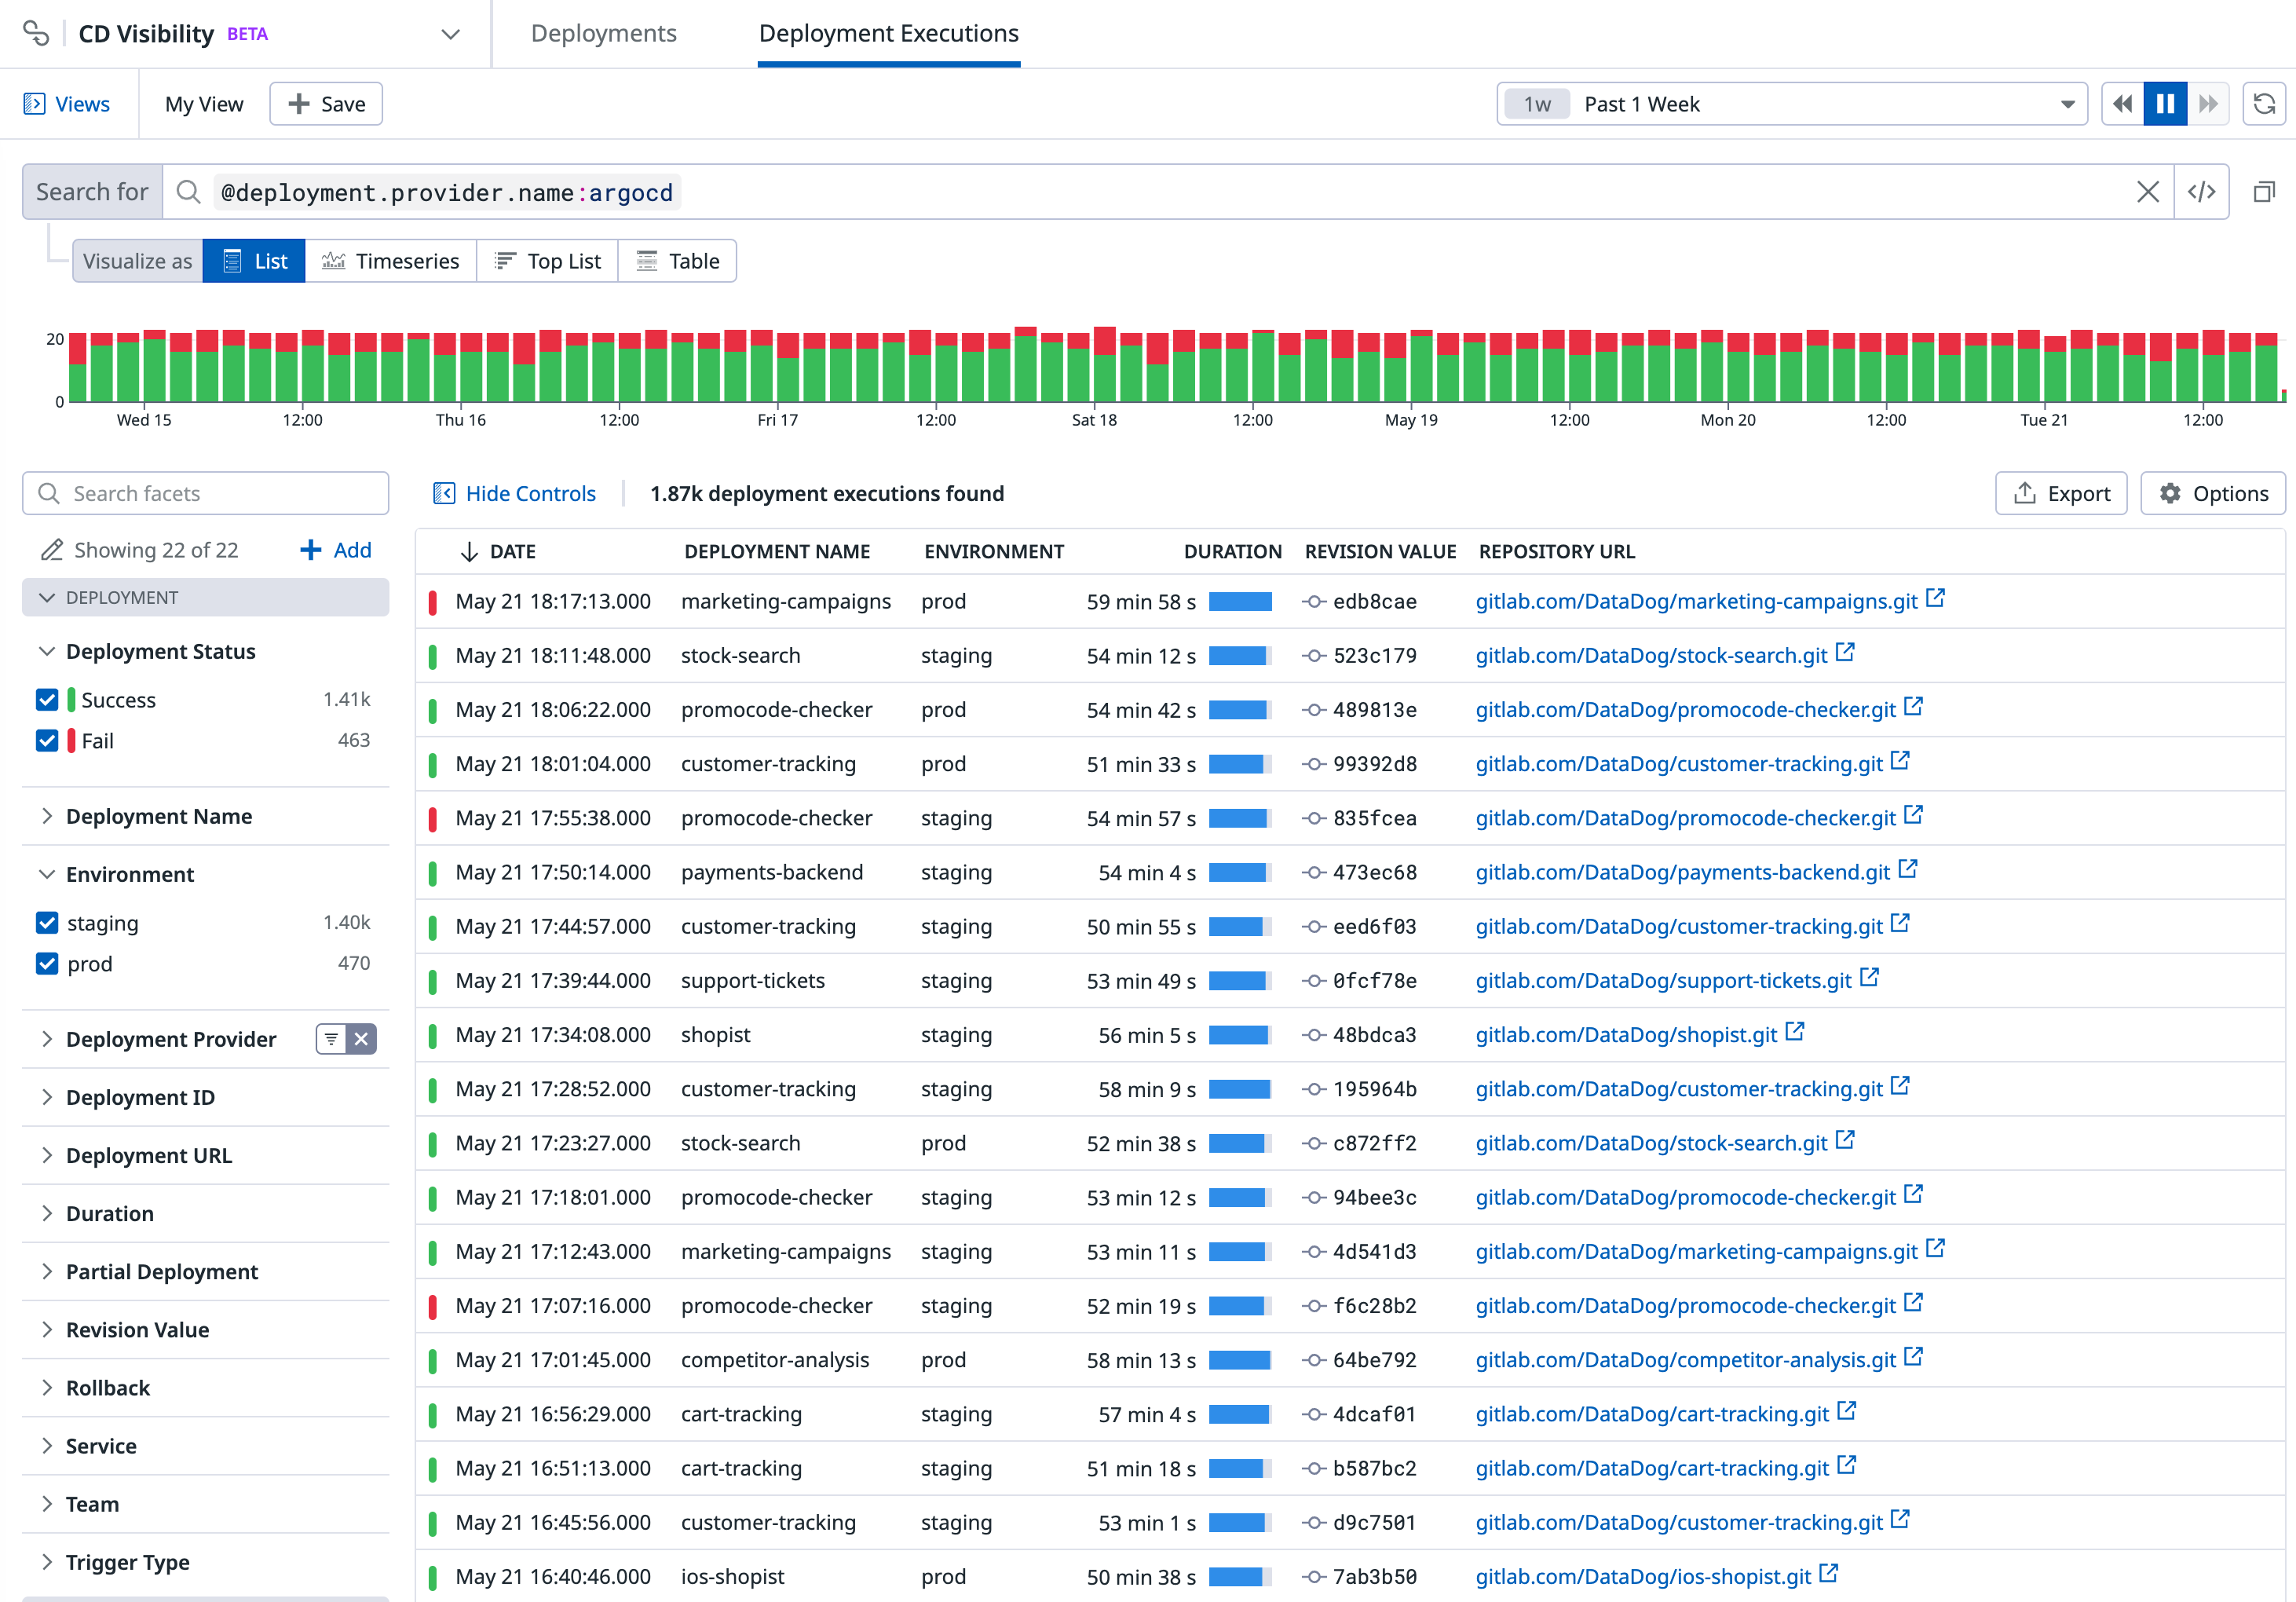 CD Visibility BETA
Deployments
Deployment Executions
Views
My View
Save
1w Past 1 Week
Search for @deployment.provider.name:argocd
Visualize as List Timeseries Top List Table
20
0
Wed 15 12:00 Thu 16 12:00 Fri 17 12:00 Sat 18 12:00 May 19 12:00 Mon 20 12:00 Tue 21 12:00
Search facets
Showing 22 of 22 Add
DEPLOYMENT
Deployment Status
Success 1.41k
Fail 463
Deployment Name
Environment
staging 1.40k
prod 470
Deployment Provider
Deployment ID
Deployment URL
Duration
Partial Deployment
Revision Value
Rollback
Service
Team
Trigger Type
Hide Controls 1.87k deployment executions found Export Options
DATE DEPLOYMENT NAME ENVIRONMENT DURATION REVISION VALUE REPOSITORY URL
May 21 18:17:13.000 marketing-campaigns prod 59 min 58 s edb8cae gitlab.com/DataDog/marketing-campaigns.git
May 21 18:11:48.000 stock-search staging 54 min 12 s 523c179 gitlab.com/DataDog/stock-search.git
May 21 18:06:22.000 promocode-checker prod 54 min 42 s 489813e gitlab.com/DataDog/promocode-checker.git
May 21 18:01:04.000 customer-tracking prod 51 min 33 s 99392d8 gitlab.com/DataDog/customer-tracking.git
May 21 17:55:38.000 promocode-checker staging 54 min 57 s 835fcea gitlab.com/DataDog/promocode-checker.git
May 21 17:50:14.000 payments-backend staging 54 min 4 s 473ec68 gitlab.com/DataDog/payments-backend.git
May 21 17:44:57.000 customer-tracking staging 50 min 55 s eed6f03 gitlab.com/DataDog/customer-tracking.git
May 21 17:39:44.000 support-tickets staging 53 min 49 s 0fcf78e gitlab.com/DataDog/support-tickets.git
May 21 17:34:08.000 shopist staging 56 min 5 s 48bdca3 gitlab.com/DataDog/shopist.git
May 21 17:28:52.000 customer-tracking staging 58 min 9 s 195964b gitlab.com/DataDog/customer-tracking.git
May 21 17:23:27.000 stock-search prod 52 min 38 s c872ff2 gitlab.com/DataDog/stock-search.git
May 21 17:18:01.000 promocode-checker staging 53 min 12 s 94bee3c gitlab.com/DataDog/promocode-checker.git
May 21 17:12:43.000 marketing-campaigns staging 53 min 11 s 4d541d3 gitlab.com/DataDog/marketing-campaigns.git
May 21 17:07:16.000 promocode-checker staging 52 min 19 s f6c28b2 gitlab.com/DataDog/promocode-checker.git
May 21 17:01:45.000 competitor-analysis prod 58 min 13 s 64be792 gitlab.com/DataDog/competitor-analysis.git
May 21 16:56:29.000 cart-tracking staging 57 min 4 s 4dcaf01 gitlab.com/DataDog/cart-tracking.git
May 21 16:51:13.000 cart-tracking staging 51 min 18 s b587bc2 gitlab.com/DataDog/cart-tracking.git
May 21 16:45:56.000 customer-tracking staging 53 min 1 s d9c7501 gitlab.com/DataDog/customer-tracking.git
May 21 16:40:46.000 ios-shopist prod 50 min 38 s 7ab3b50 gitlab.com/DataDog/ios-shopist.git